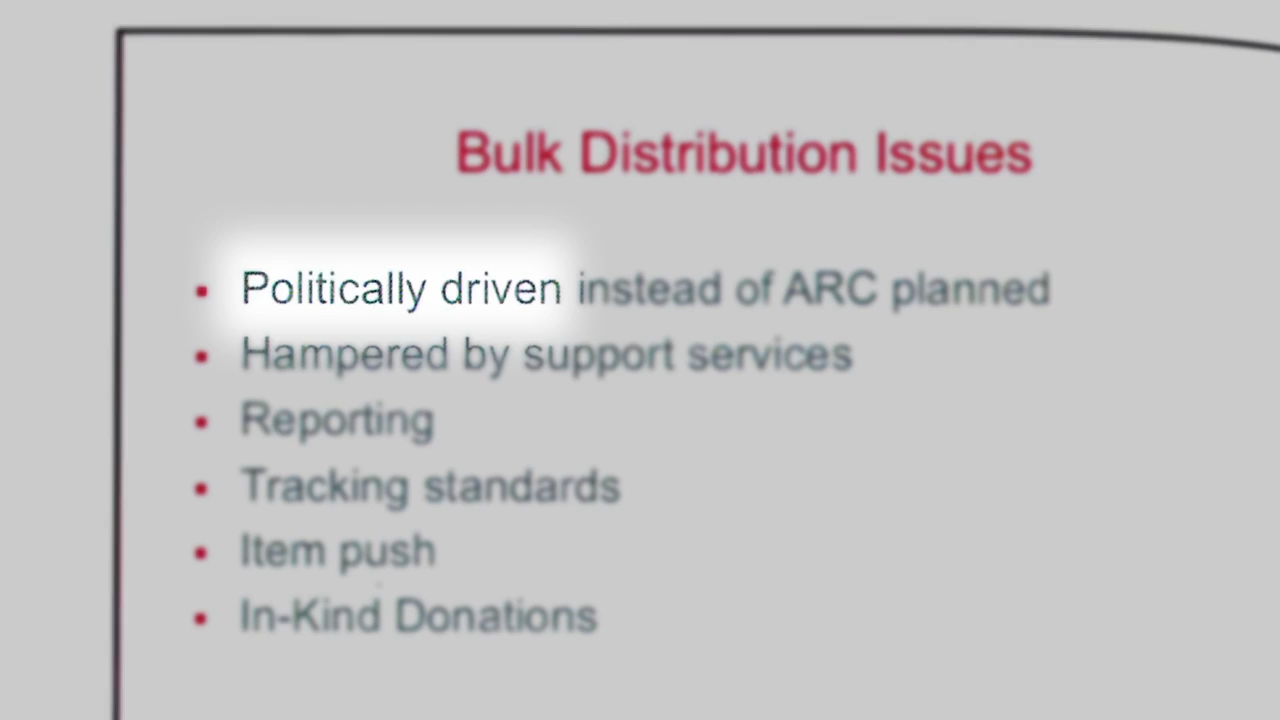 Bulk Distribution Issues
Politically driven instead of ARC planned
Hampered by support services
Reporting
Tracking standards
Item push
In-Kind Donations